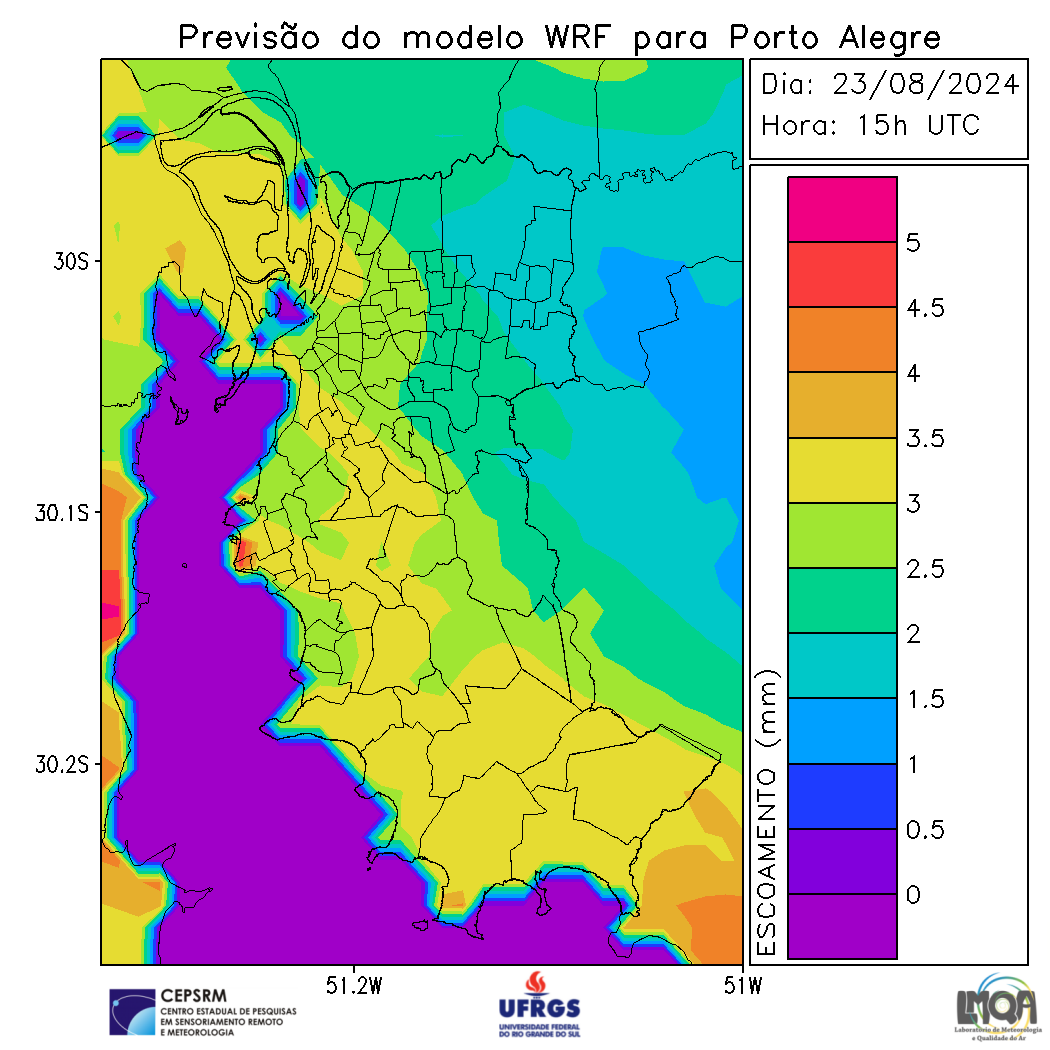 Previsão do modelo WRF para Porto Alegre
Dia: 23/08/2024
Hora: 15h UTC
30S
30.1S
30.2S
51.2W
51W
5
4.5
4
3.5
3
2.5
2
1.5
1
0.5
0
ESCOAMENTO (mm)
CEPSRM
CENTRO ESTADUAL DE PESQUISAS
EM SENSORIAMENTO REMOTO
E METEOROLOGIA
UFRGS
UNIVERSIDADE FEDERAL
DO RIO GRANDE DO SUL
LMQA
Laboratório de Meteorologia
e Qualidade do Ar